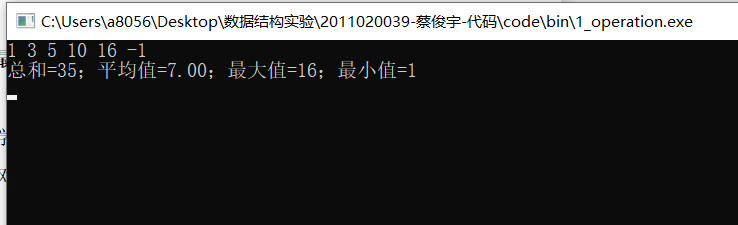 C:\Users\a8056\Desktop\数据结构实验\2011020039-蔡俊宇-代码\code\bin\1_operation.exe
1 3 5 10 16 -1
总和=35；平均值=7.00；最大值=16；最小值=1